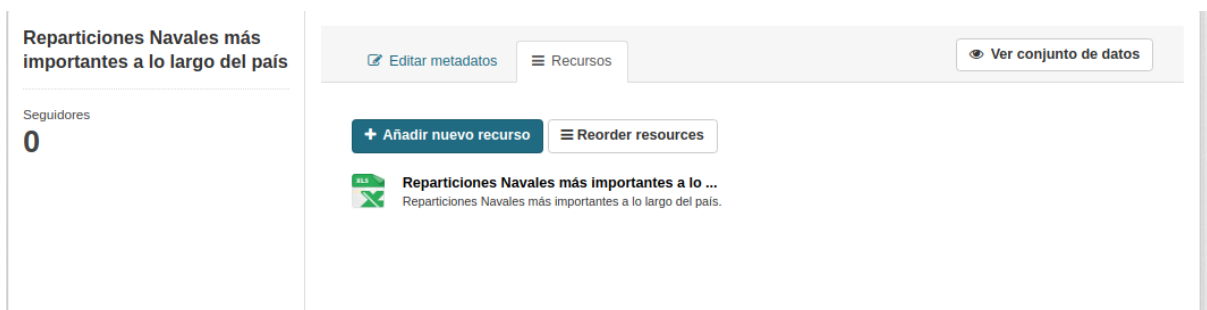 Reparticiones Navales más
importantes a lo largo del país
Seguidores
0
Editar metadatos
Recursos
Ver conjunto de datos
Añadir nuevo recurso
Reorder resources
XLS
Reparticiones Navales más importantes a lo ...
Reparticiones Navales más importantes a lo largo del país.